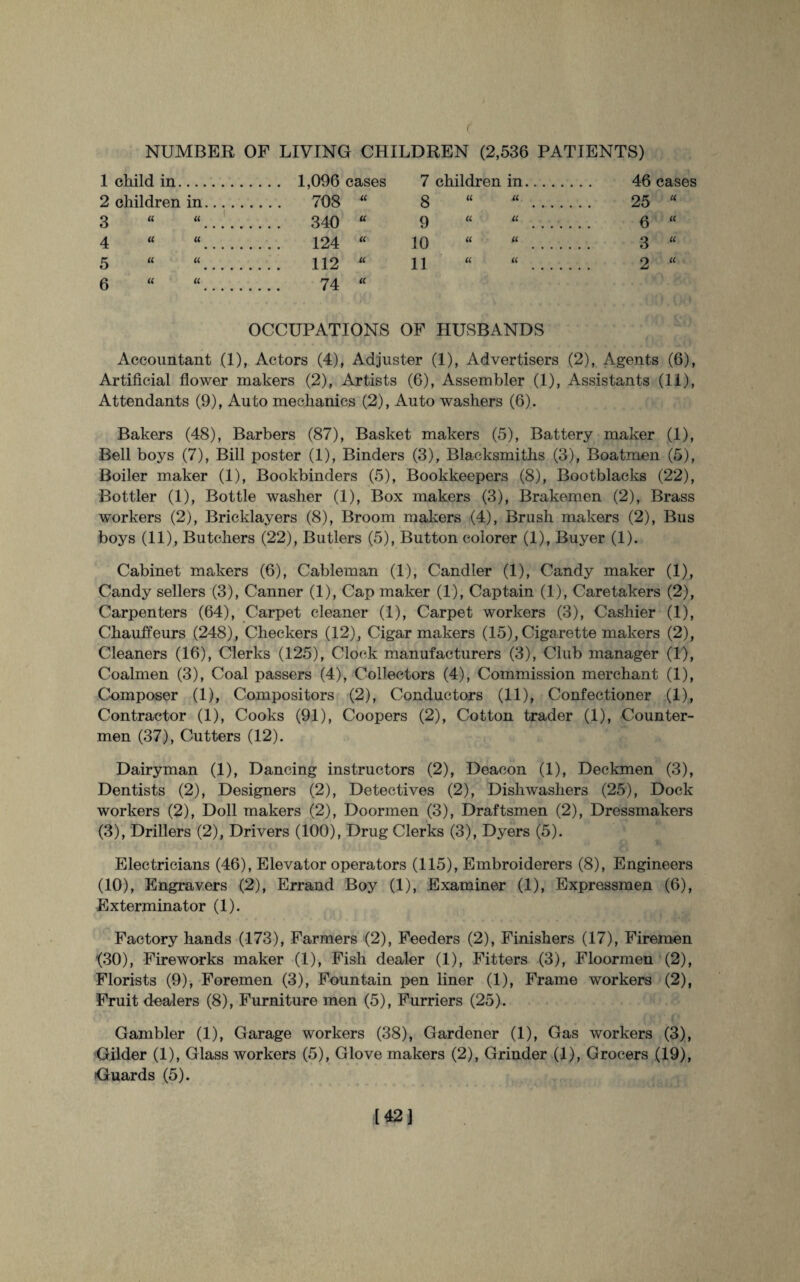 NUMBER OF LIVING CHILDREN (2,536 PATIENTS)
1 child in............ 1,096 cases 7 children in......... 46 cases
2 children in.......... 708 “ 8 “ “ ....... 25 “
3 “ “......... 340 “ 9 “ “ ....... 6 “
4 “ “......... 124 “ 10 “ “ ....... 3 “
5 “ “......... 112 “ 11 “ “ ....... 2 “
6 “ “......... 74 “
OCCUPATIONS OF HUSBANDS
Accountant (1), Actors (4), Adjuster (1), Advertisers (2), Agents (6),
Artificial flower makers (2), Artists (6), Assembler (1), Assistants (11),
Attendants (9), Auto mechanics (2), Auto washers (6).
Bakers (48), Barbers (87), Basket makers (5), Battery maker (1),
Bell boys (7), Bill poster (1), Binders (3), Blacksmiths (3), Boatmen (5),
Boiler maker (1), Bookbinders (5), Bookkeepers (8), Bootblacks (22),
Bottler (1), Bottle washer (1), Box makers (3), Brakemen (2), Brass
workers (2), Bricklayers (8), Broom makers (4), Brush makers (2), Bus
boys (11), Butchers (22), Butlers (5), Button colorer (1), Buyer (1).
Cabinet makers (6), Cableman (1), Candler (1), Candy maker (1),
Candy sellers (3), Canner (1), Cap maker (1), Captain (1), Caretakers (2),
Carpenters (64), Carpet cleaner (1), Carpet workers (3), Cashier (1),
Chauffeurs (248), Checkers (12), Cigar makers (15), Cigarette makers (2),
Cleaners (16), Clerks (125), Clock manufacturers (3), Club manager (1),
Coalmen (3), Coal passers (4), Collectors (4), Commission merchant (1),
Composer (1), Compositors (2), Conductors (11), Confectioner (1),
Contractor (1), Cooks (91), Coopers (2), Cotton trader (1), Counter-
men (37), Cutters (12).
Dairyman (1), Dancing instructors (2), Deacon (1), Deckmen (3),
Dentists (2), Designers (2), Detectives (2), Dishwashers (25), Dock
workers (2), Doll makers (2), Doormen (3), Draftsmen (2), Dressmakers
(3), Drillers (2), Drivers (100), Drug Clerks (3), Dyers (5).
Electricians (46), Elevator operators (115), Embroiderers (8), Engineers
(10), Engravers (2), Errand Boy (1), Examiner (1), Expressmen (6),
Exterminator (1).
Factory hands (173), Farmers (2), Feeders (2), Finishers (17), Firemen
(30), Fireworks maker (1), Fish dealer (1), Fitters (3), Floormen (2),
Florists (9), Foremen (3), Fountain pen liner (1), Frame workers (2),
Fruit dealers (8), Furniture men (5), Furriers (25).
Gambler (1), Garage workers (38), Gardener (1), Gas workers (3),
Gilder (1), Glass workers (5), Glove makers (2), Grinder (1), Grocers (19),
Guards (5).
[42]